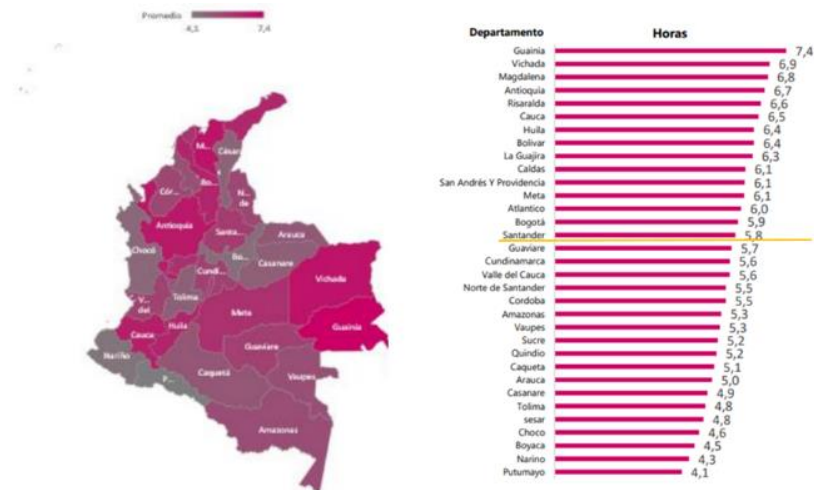 Promedio
4,1 7,4
M...
Cesar
Cór...
Bo...
N...
de
Antioquia
Santa...
Arauca
Chocó
Bo...
Casanare
Cundi...
Vichada
Tolima
V...
del
Meta
Huila
Cauca
Guainía
Guaviare
Nariño
P...
Caquetá
Vaupes
Amazonas
Departamento Horas
Guainia 7,4
Vichada 6,9
Magdalena 6,8
Antioquia 6,7
Risaralda 6,6
Cauca 6,5
Huila 6,4
Bolivar 6,4
La Guajira 6,3
Caldas 6,1
San Andrés Y Providencia 6,1
Meta 6,1
Atlantico 6,0
Bogotá 5,9
Santander 5,8
Guaviare 5,7
Cundinamarca 5,6
Valle del Cauca 5,6
Norte de Santander 5,5
Cordoba 5,5
Amazonas 5,3
Vaupes 5,3
Sucre 5,2
Quindio 5,2
Caqueta 5,1
Arauca 5,0
Casanare 4,9
Tolima 4,8
sesar 4,8
Choco 4,6
Boyaca 4,5
Narino 4,3
Putumayo 4,1